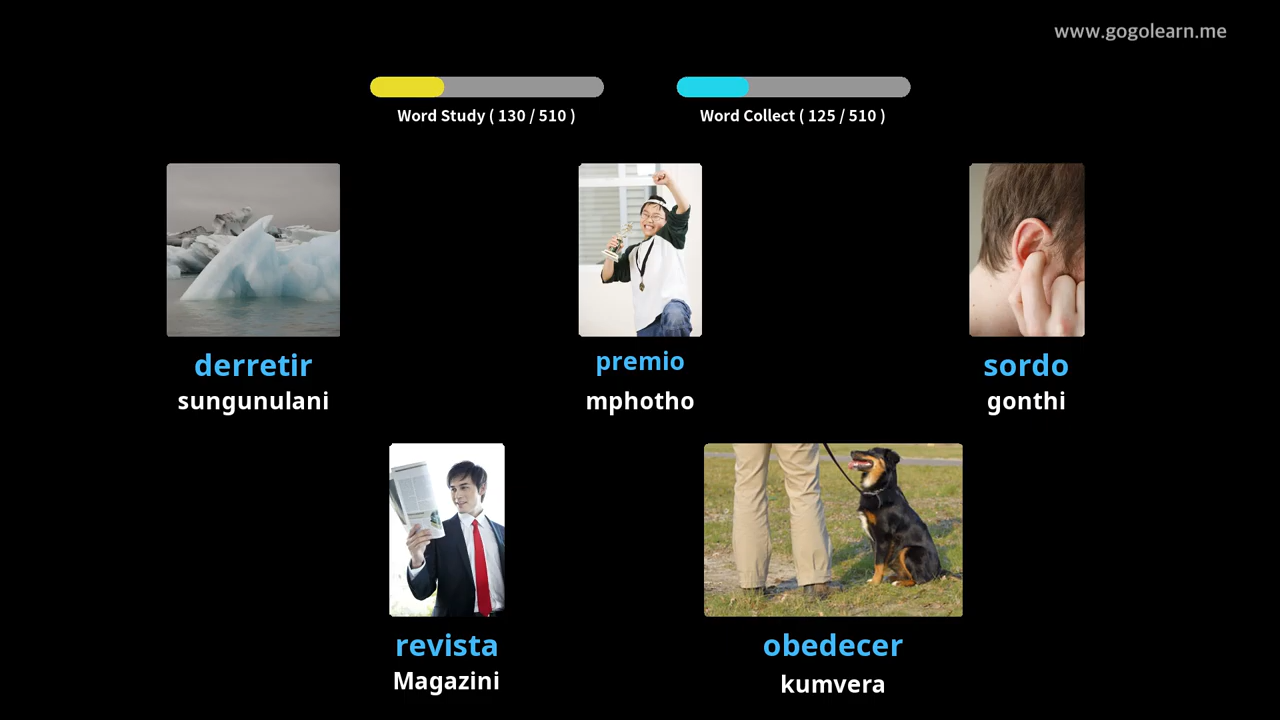 www.gogolearn.me
Word Study ( 130 / 510 )
Word Collect ( 125 / 510 )
derretir
sungunulani
premio
mphotho
sordo
gonthi
revista
Magazini
obedecer
kumvera